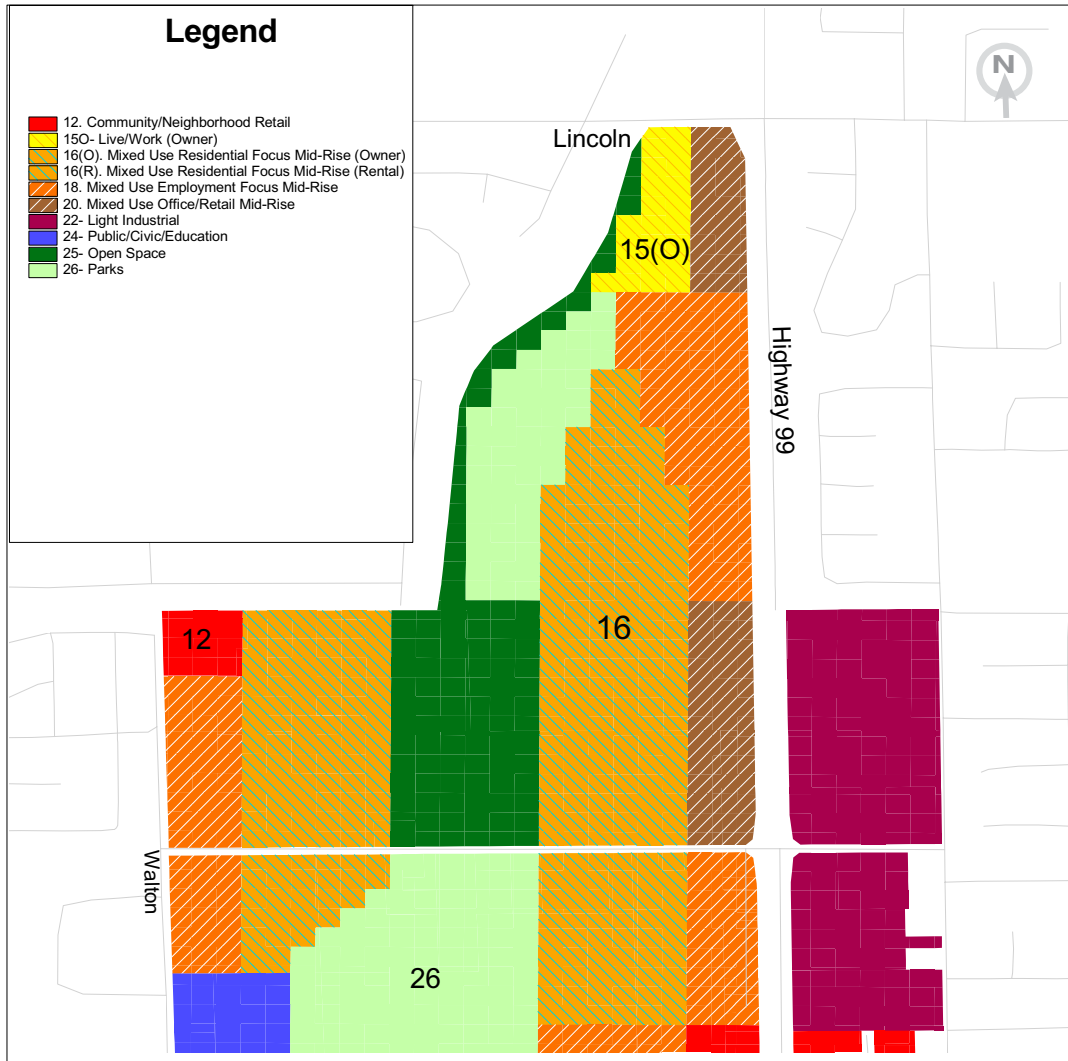 Legend
12. Community/Neighborhood Retail
15O- Live/Work (Owner)
16(O). Mixed Use Residential Focus Mid-Rise (Owner)
16(R). Mixed Use Residential Focus Mid-Rise (Rental)
18. Mixed Use Employment Focus Mid-Rise
20. Mixed Use Office/Retail Mid-Rise
22- Light Industrial
24- Public/Civic/Education
25- Open Space
26- Parks
N
Lincoln
15(O)
Highway 99
12
16
Walton
26